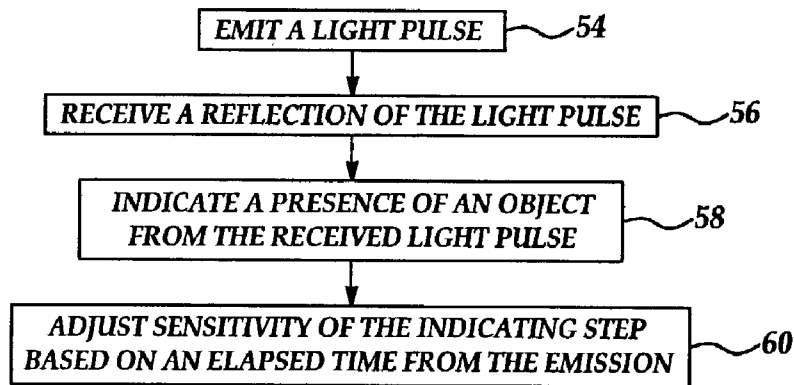 EMIT A LIGHT PULSE 54
RECEIVE A REFLECTION OF THE LIGHT PULSE 56
INDICATE A PRESENCE OF AN OBJECT
FROM THE RECEIVED LIGHT PULSE 58
ADJUST SENSITIVITY OF THE INDICATING STEP
BASED ON AN ELAPSED TIME FROM THE EMISSION 60